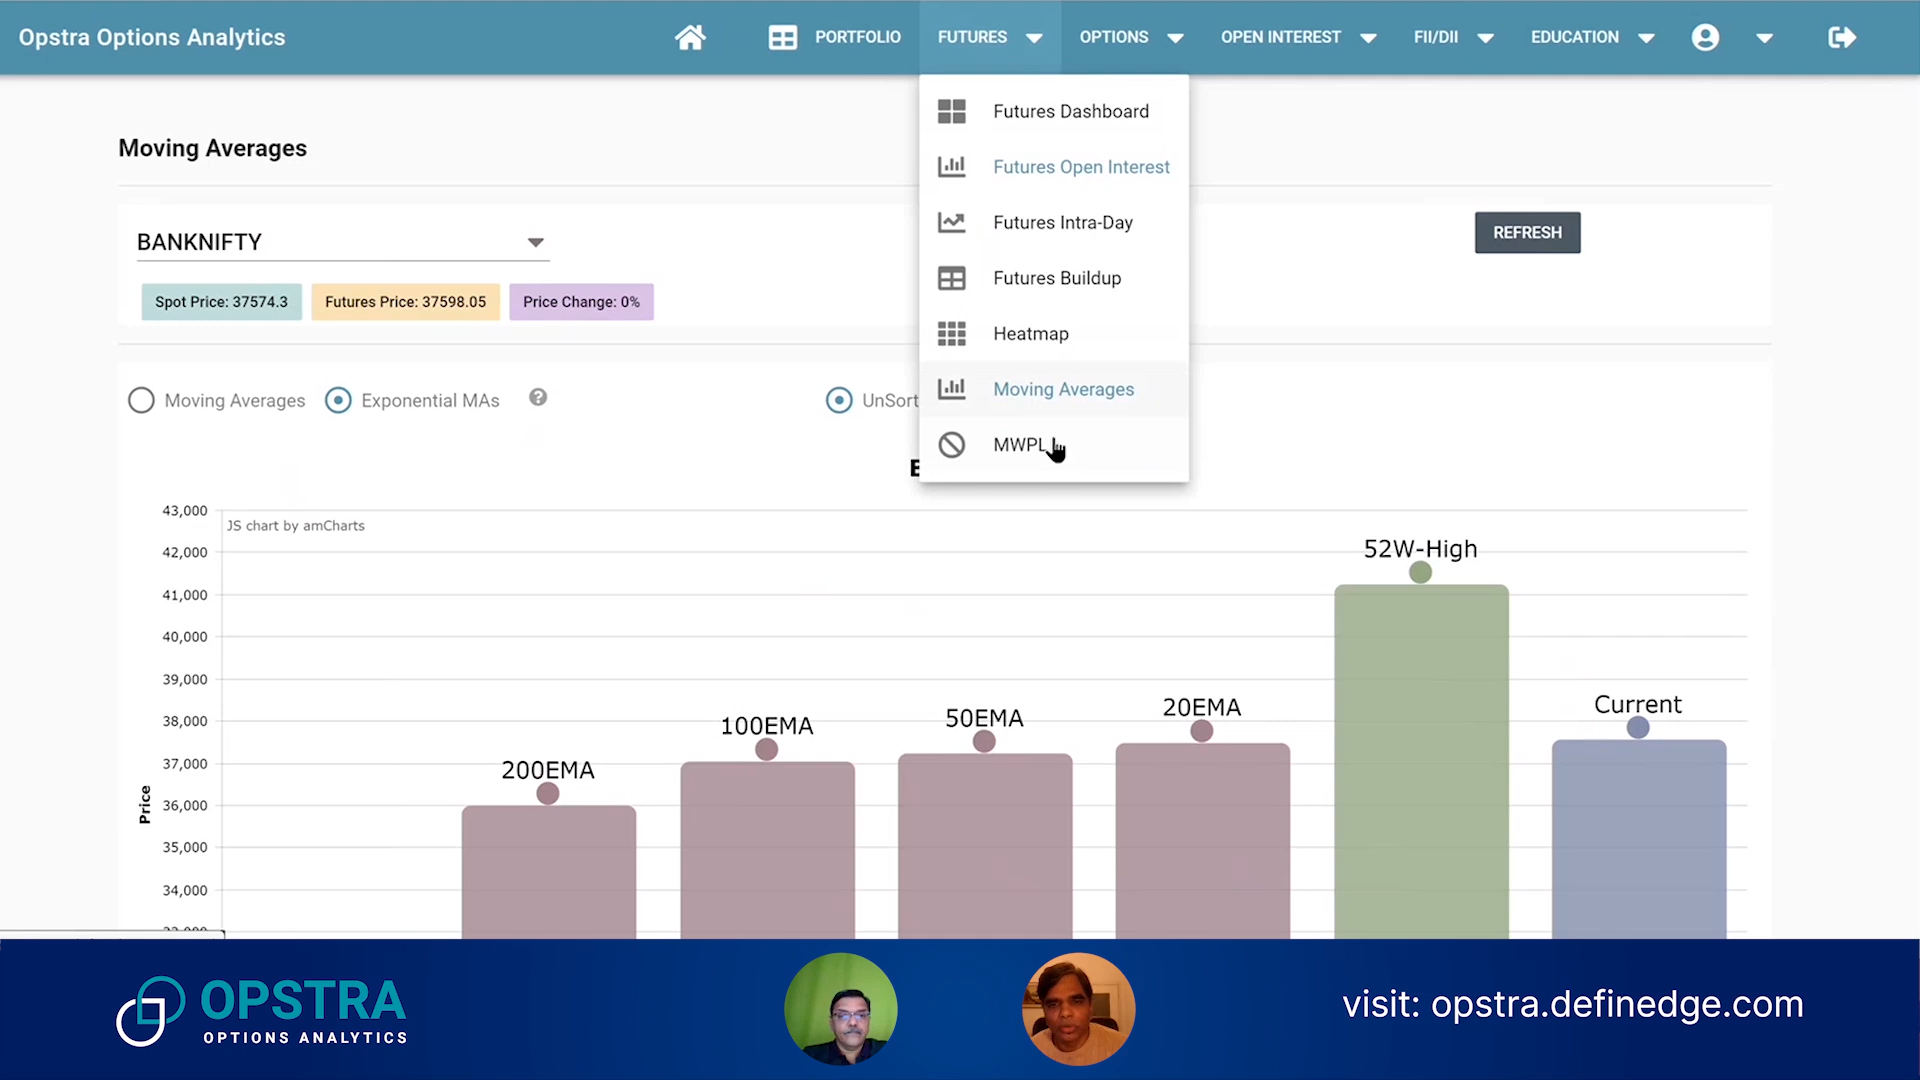 Opstra Options Analytics
PORTFOLIO
FUTURES
OPTIONS
OPEN INTEREST
FII/DII
EDUCATION
Futures Dashboard
Futures Open Interest
Futures Intra-Day
Futures Buildup
Heatmap
Moving Averages
MWPL
Moving Averages
BANKNIFTY
REFRESH
Spot Price: 37574.3
Futures Price: 37598.05
Price Change: 0%
Moving Averages
Exponential MAs
UnSort
JS chart by amCharts
43,000
42,000
41,000
40,000
39,000
38,000
37,000
36,000
35,000
34,000
Price
200EMA
100EMA
50EMA
20EMA
52W-High
Current
OPSTRA
OPTIONS ANALYTICS
visit: opstra.definedge.com